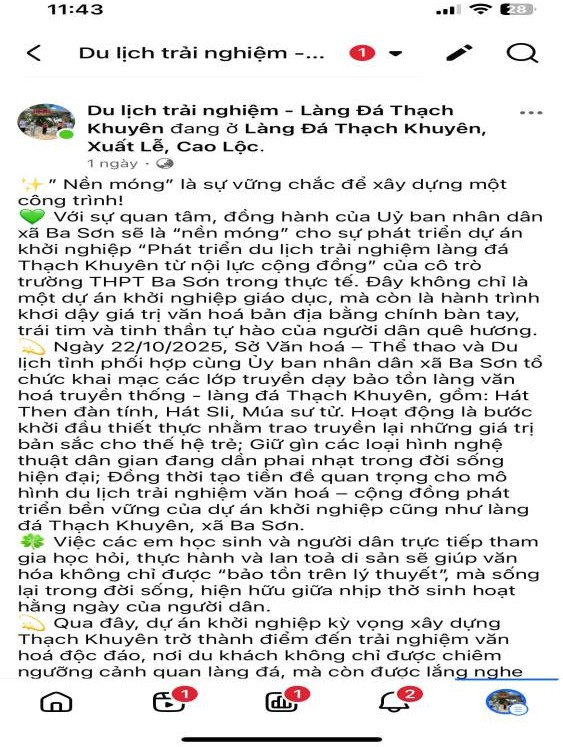 11:43
28
Du lịch trải nghiệm -...
1
Du lịch trải nghiệm - Làng Đá Thạch
Khuyên đang ở Làng Đá Thạch Khuyên,
Xuất Lễ, Cao Lộc.
1 ngày ·
✨” Nền móng” là sự vững chắc để xây dựng một
công trình!
💚 Với sự quan tâm, đồng hành của Uỷ ban nhân dân
xã Ba Sơn sẽ là “nền móng” cho sự phát triển dự án
khởi nghiệp “Phát triển du lịch trải nghiệm làng đá
Thạch Khuyên từ nội lực cộng đồng” của cô trò
trường THPT Ba Sơn trong thực tế. Đây không chỉ là
một dự án khởi nghiệp giáo dục, mà còn là hành trình
khơi dậy giá trị văn hoá bản địa bằng chính bàn tay,
trái tim và tinh thần tự hào của người dân quê hương.
💫 Ngày 22/10/2025, Sở Văn hoá – Thể thao và Du
lịch tỉnh phối hợp cùng Ủy ban nhân dân xã Ba Sơn tổ
chức khai mạc các lớp truyền dạy bảo tồn làng văn
hoá truyền thống - làng đá Thạch Khuyên, gồm: Hát
Then đàn tính, Hát Sli, Múa sư tử. Hoạt động là bước
khởi đầu thiết thực nhằm trao truyền lại những giá trị
bản sắc cho thế hệ trẻ; Giữ gìn các loại hình nghệ
thuật dân gian đang dần phai nhạt trong đời sống
hiện đại; Đồng thời tạo tiền đề quan trọng cho mô
hình du lịch trải nghiệm văn hoá – cộng đồng phát
triển bền vững của dự án khởi nghiệp cũng như làng
đá Thạch Khuyên, xã Ba Sơn.
🍀 Việc các em học sinh và người dân trực tiếp tham
gia học hỏi, thực hành và lan toả di sản sẽ giúp văn
hóa không chỉ được “bảo tồn trên lý thuyết”, mà sống
lại trong đời sống, hiện hữu giữa nhịp thở sinh hoạt
hằng ngày của người dân.
💫 Qua đây, dự án khởi nghiệp kỳ vọng xây dựng
Thạch Khuyên trở thành điểm đến trải nghiệm văn
hoá độc đáo, nơi du khách không chỉ được chiêm
ngưỡng cảnh quan làng đá, mà còn được lắng nghe
1
1
2